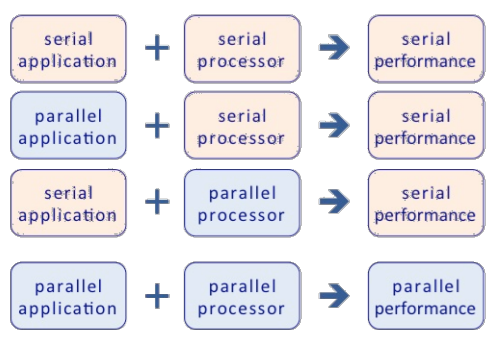 serial application + serial processor → serial performance
parallel application + serial processor → serial performance
serial application + parallel processor → serial performance
parallel application + parallel processor → parallel performance